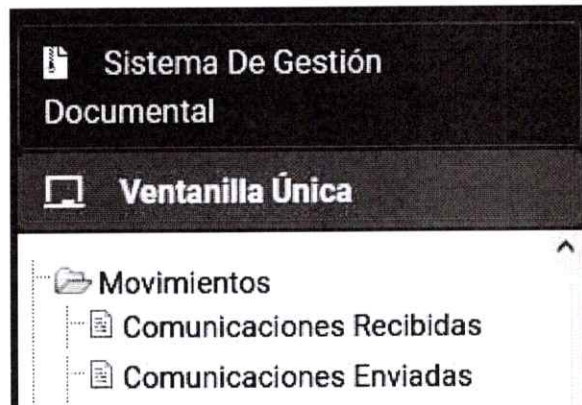 Sistema De Gestión
Documental
Ventanilla Única
Movimientos
Comunicaciones Recibidas
Comunicaciones Enviadas